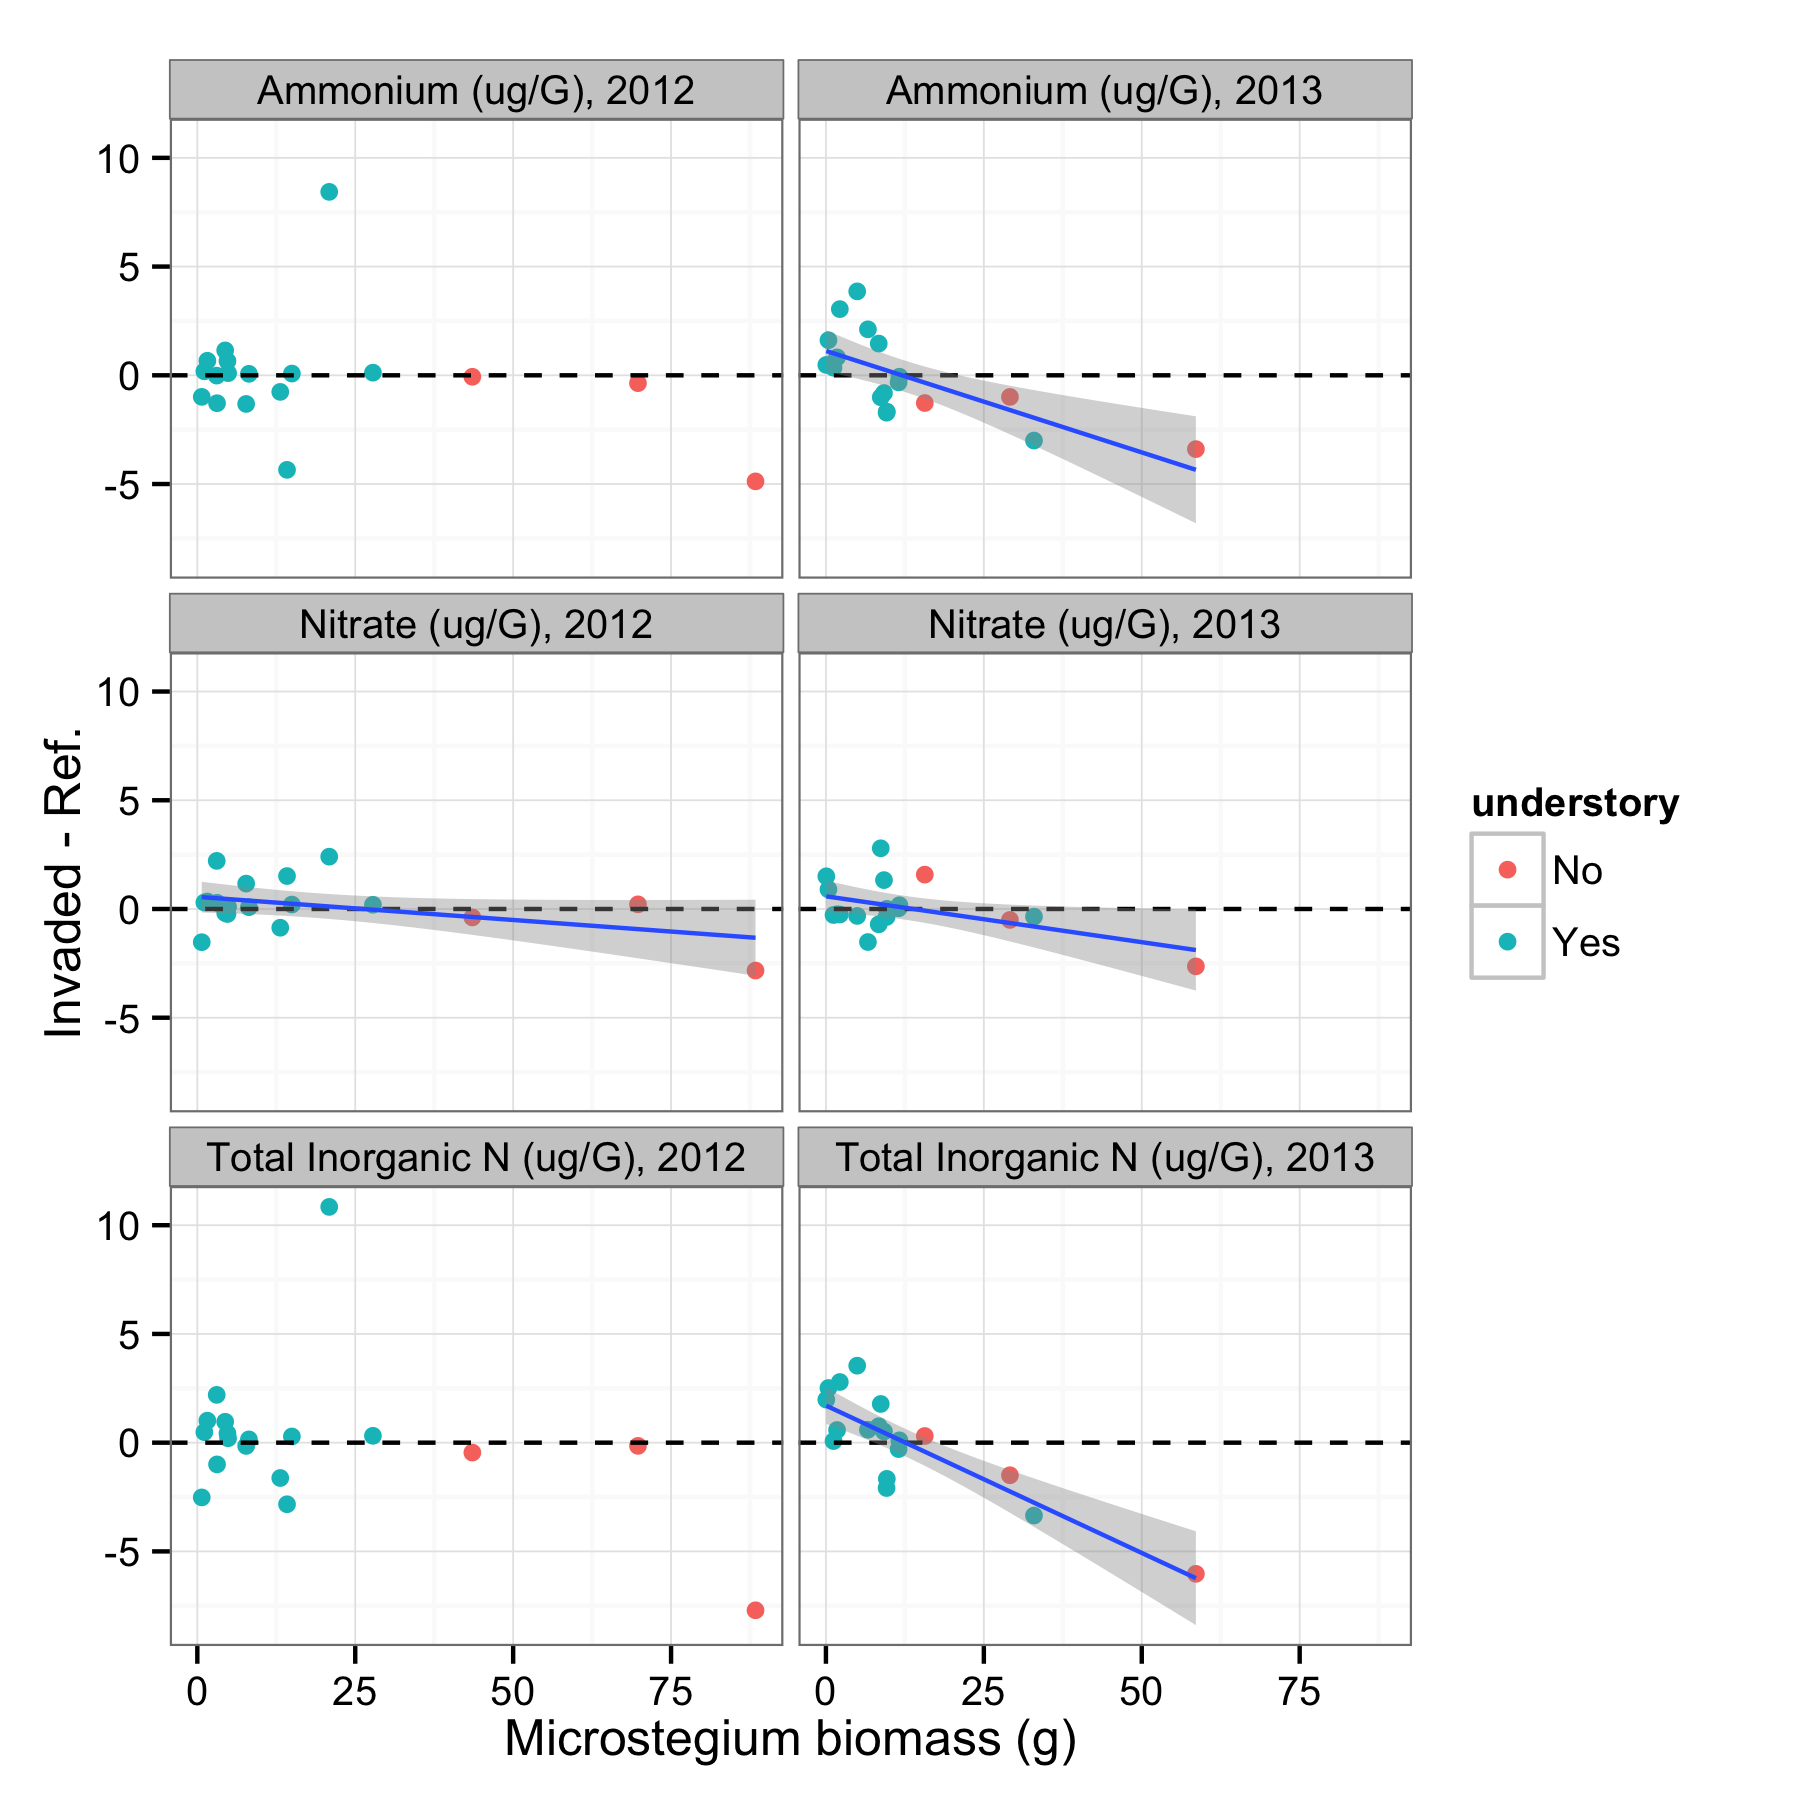 Ammonium (ug/G), 2012
Ammonium (ug/G), 2013
10
5
0
-5
Nitrate (ug/G), 2012
Nitrate (ug/G), 2013
10
5
0
-5
Total Inorganic N (ug/G), 2012
Total Inorganic N (ug/G), 2013
10
5
0
-5
0 25 50 75
0 25 50 75
Microstegium biomass (g)
Invaded - Ref.
understory
No
Yes